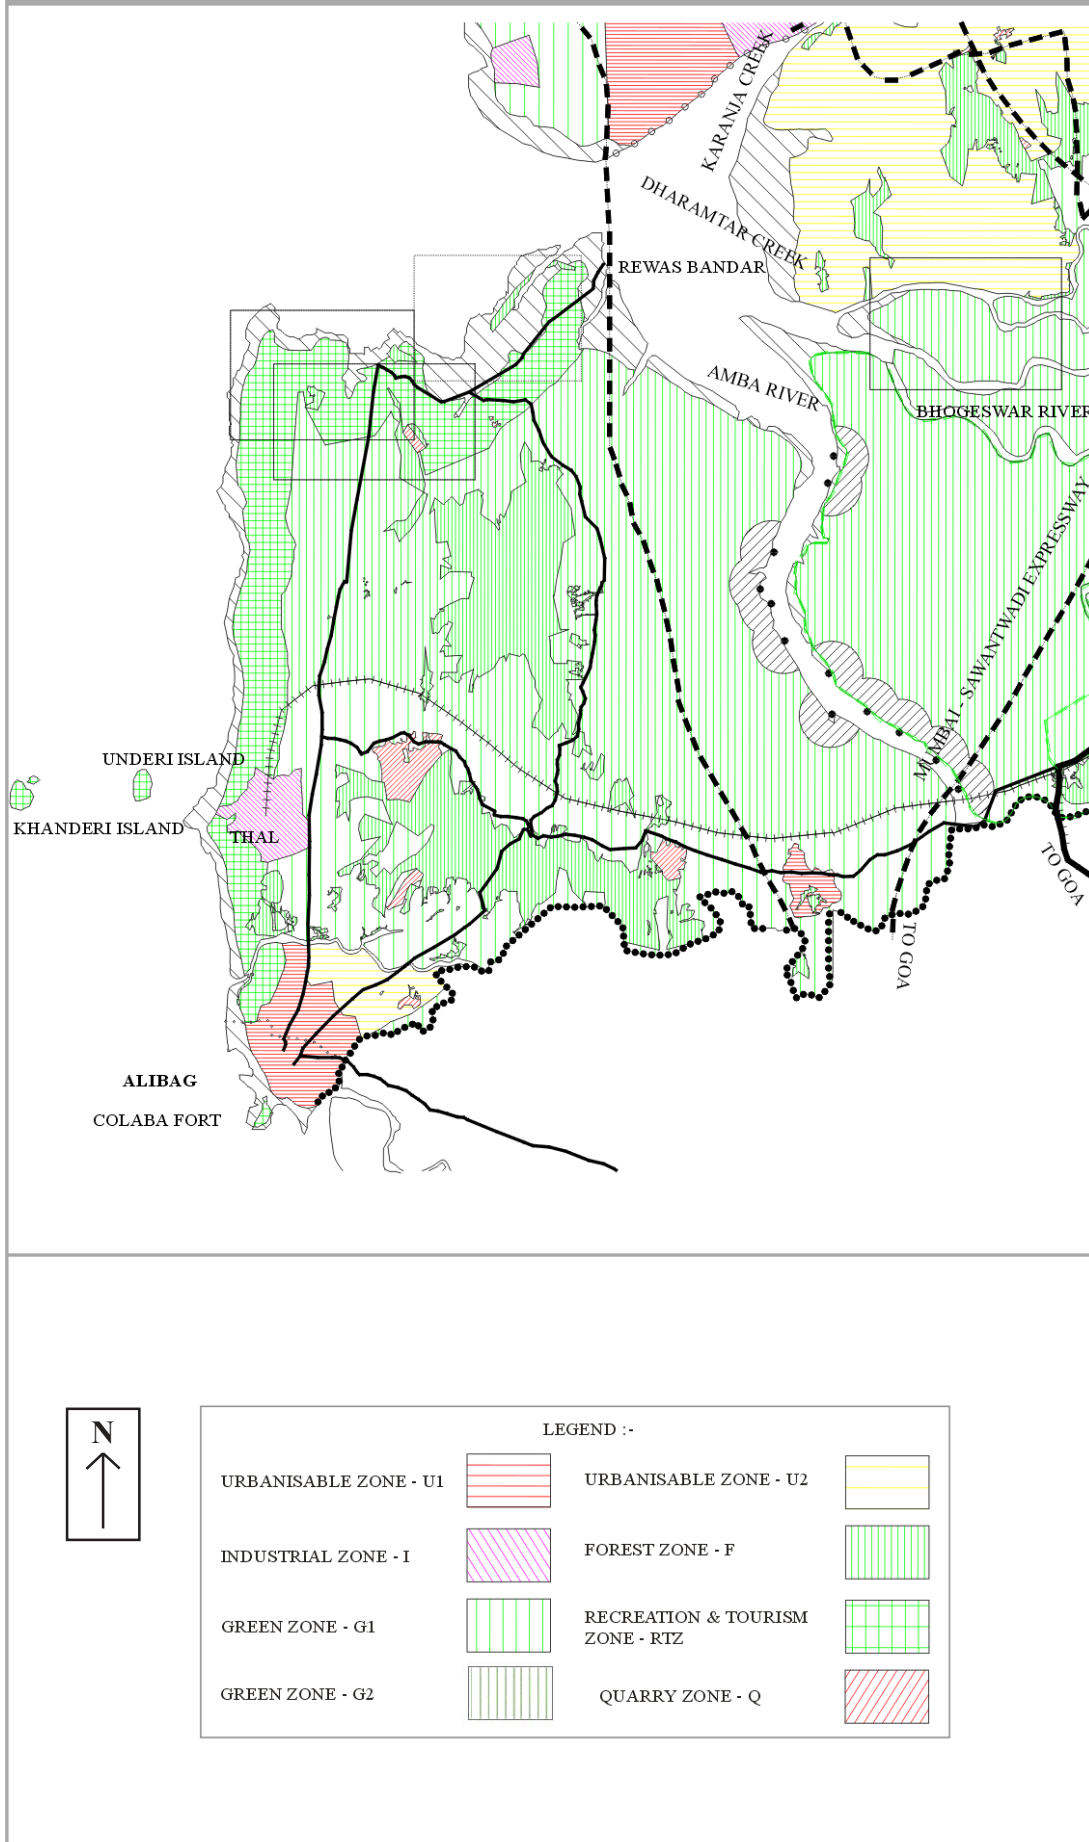 KARANJA CREEK
DHARAMTAR CREEK
REWAS BANDAR
AMBA RIVER
BHOGESWAR RIVER
MUMBAI - SAWANTWADI EXPRESSWAY
UNDERI ISLAND
KHANDERI ISLAND
THAL
TO GOA
TO GOA
ALIBAG
COLABA FORT
N
LEGEND :-
URBANISABLE ZONE - U1
URBANISABLE ZONE - U2
INDUSTRIAL ZONE - I
FOREST ZONE - F
GREEN ZONE - G1
RECREATION & TOURISM
ZONE - RTZ
GREEN ZONE - G2
QUARRY ZONE - Q